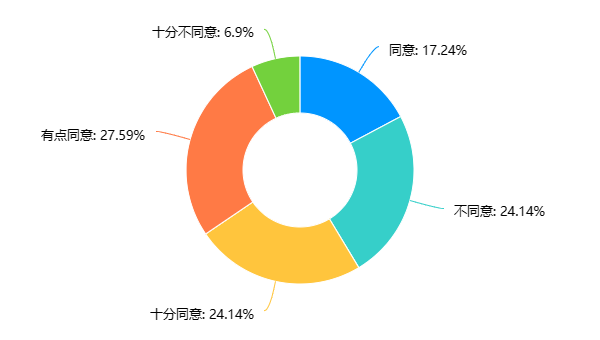 十分不同意: 6.9%
同意: 17.24%
有点同意: 27.59%
不同意: 24.14%
十分同意: 24.14%